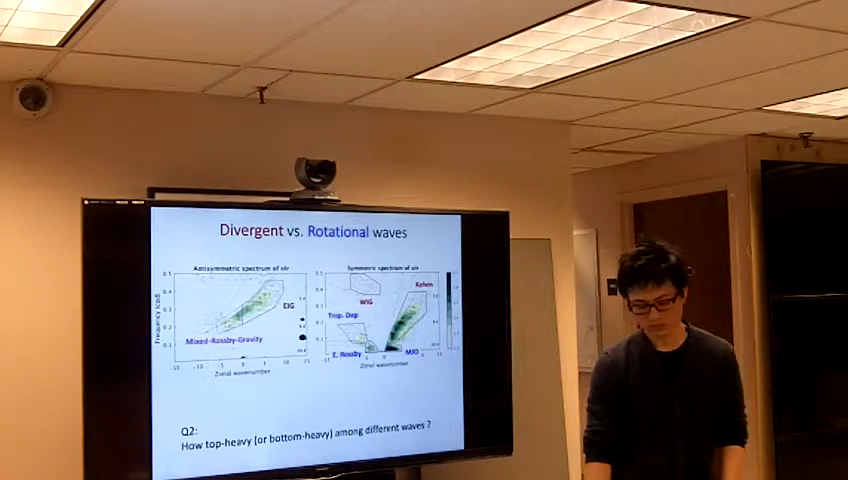 Divergent vs. Rotational waves
Antisymmetric spectrum of olr
Symmetric spectrum of olr
Frequency (cpd)
EIG
Mixed-Rossby-Gravity
Zonal wavenumber
WIG
Kelvin
Trop. Dep
E. Rossby
MJO
Zonal wavenumber
Q2:
How top-heavy (or bottom-heavy) among different waves ?